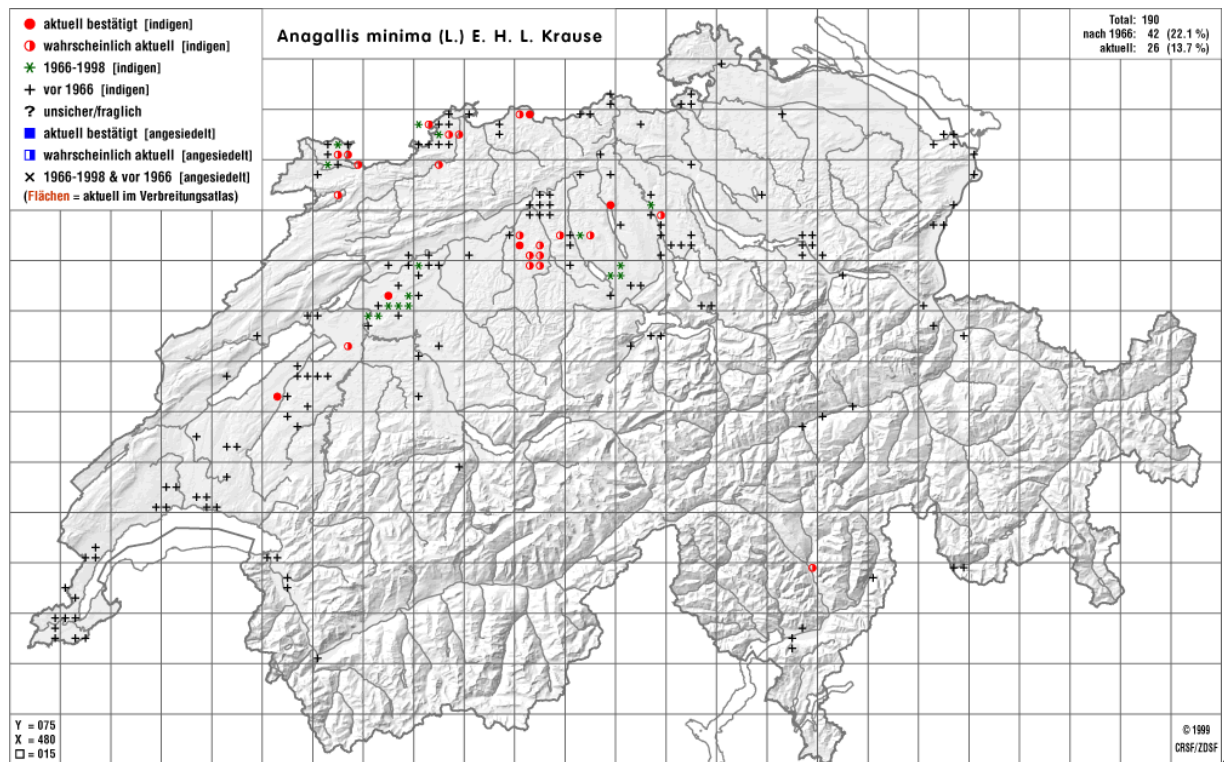 aktuell bestätigt [indigen]
wahrscheinlich aktuell [indigen]
1966-1998 [indigen]
vor 1966 [indigen]
? unsicher/fraglich
aktuell bestätigt [angesiedelt]
wahrscheinlich aktuell [angesiedelt]
1966-1998 & vor 1966 [angesiedelt]
(Flächen = aktuell im Verbreitungsatlas)
Anagallis minima (L.) E. H. L. Krause
Total: 190
nach 1966: 42 (22.1 %)
aktuell: 26 (13.7 %)
Y = 075
X = 480
□ = 015
© 1999
CRSF/ZDSF